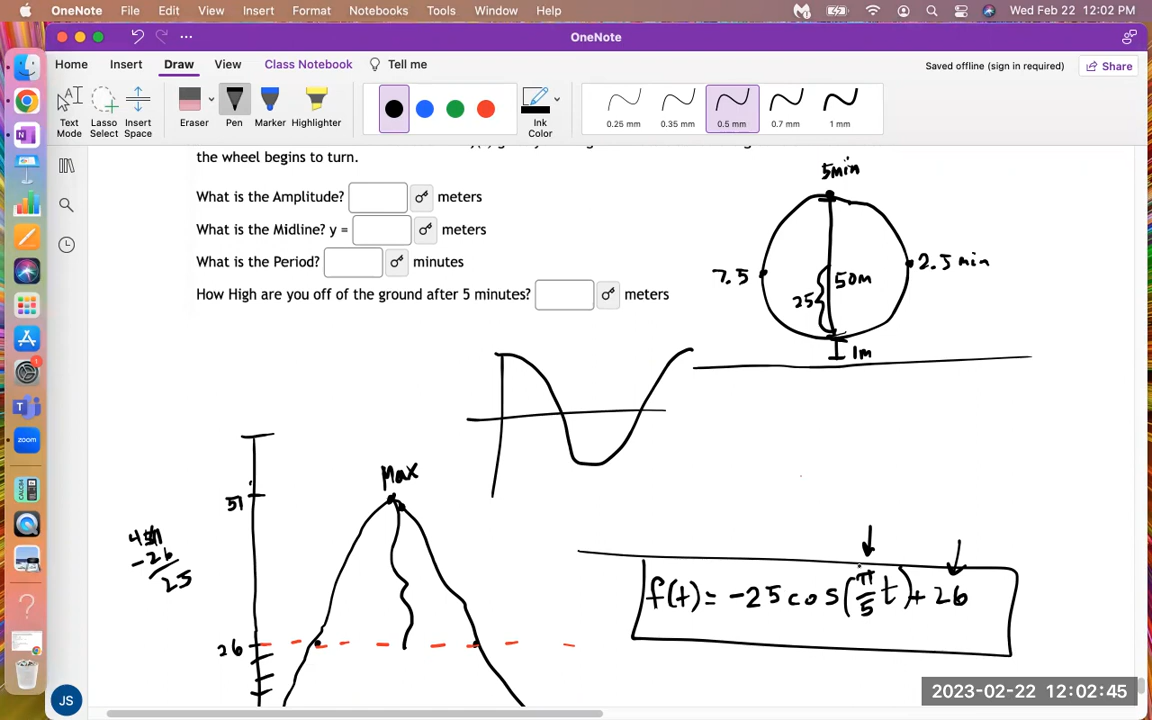 OneNote File Edit View Insert Format Notebooks Tools Window Help Wed Feb 22 12:02 PM
OneNote
Home Insert Draw View Class Notebook Tell me Saved offline (sign in required) Share
Text Mode Lasso Select Insert Space Eraser Pen Marker Highlighter Ink Color 0.25 mm 0.35 mm 0.5 mm 0.7 mm 1 mm
the wheel begins to turn.
What is the Amplitude? meters
What is the Midline? y = meters
What is the Period? minutes
How High are you off of the ground after 5 minutes? meters
5min
7.5
50m
2.5 min
25
1m
Max
51
-26
25
26
f(t) = -25 cos(π/5 t) + 26
JS
2023-02-22 12:02:45